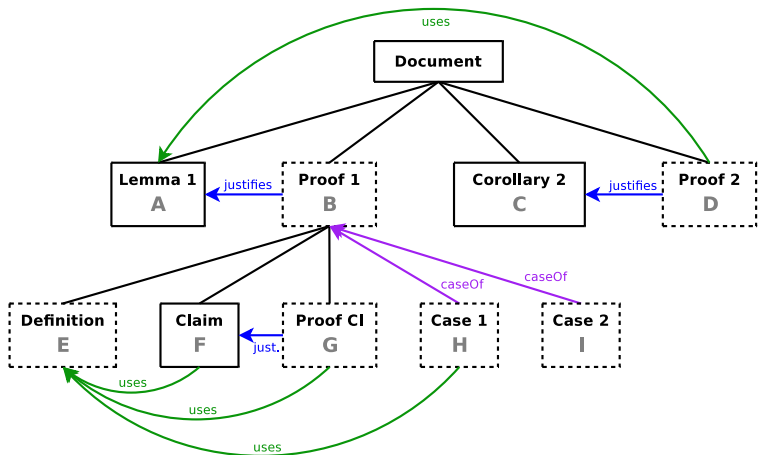 uses
Document
Lemma 1
A
justifies
Proof 1
B
Corollary 2
C
justifies
Proof 2
D
caseOf
caseOf
Definition
E
Claim
F
just.
Proof Cl
G
Case 1
H
Case 2
I
uses
uses
uses